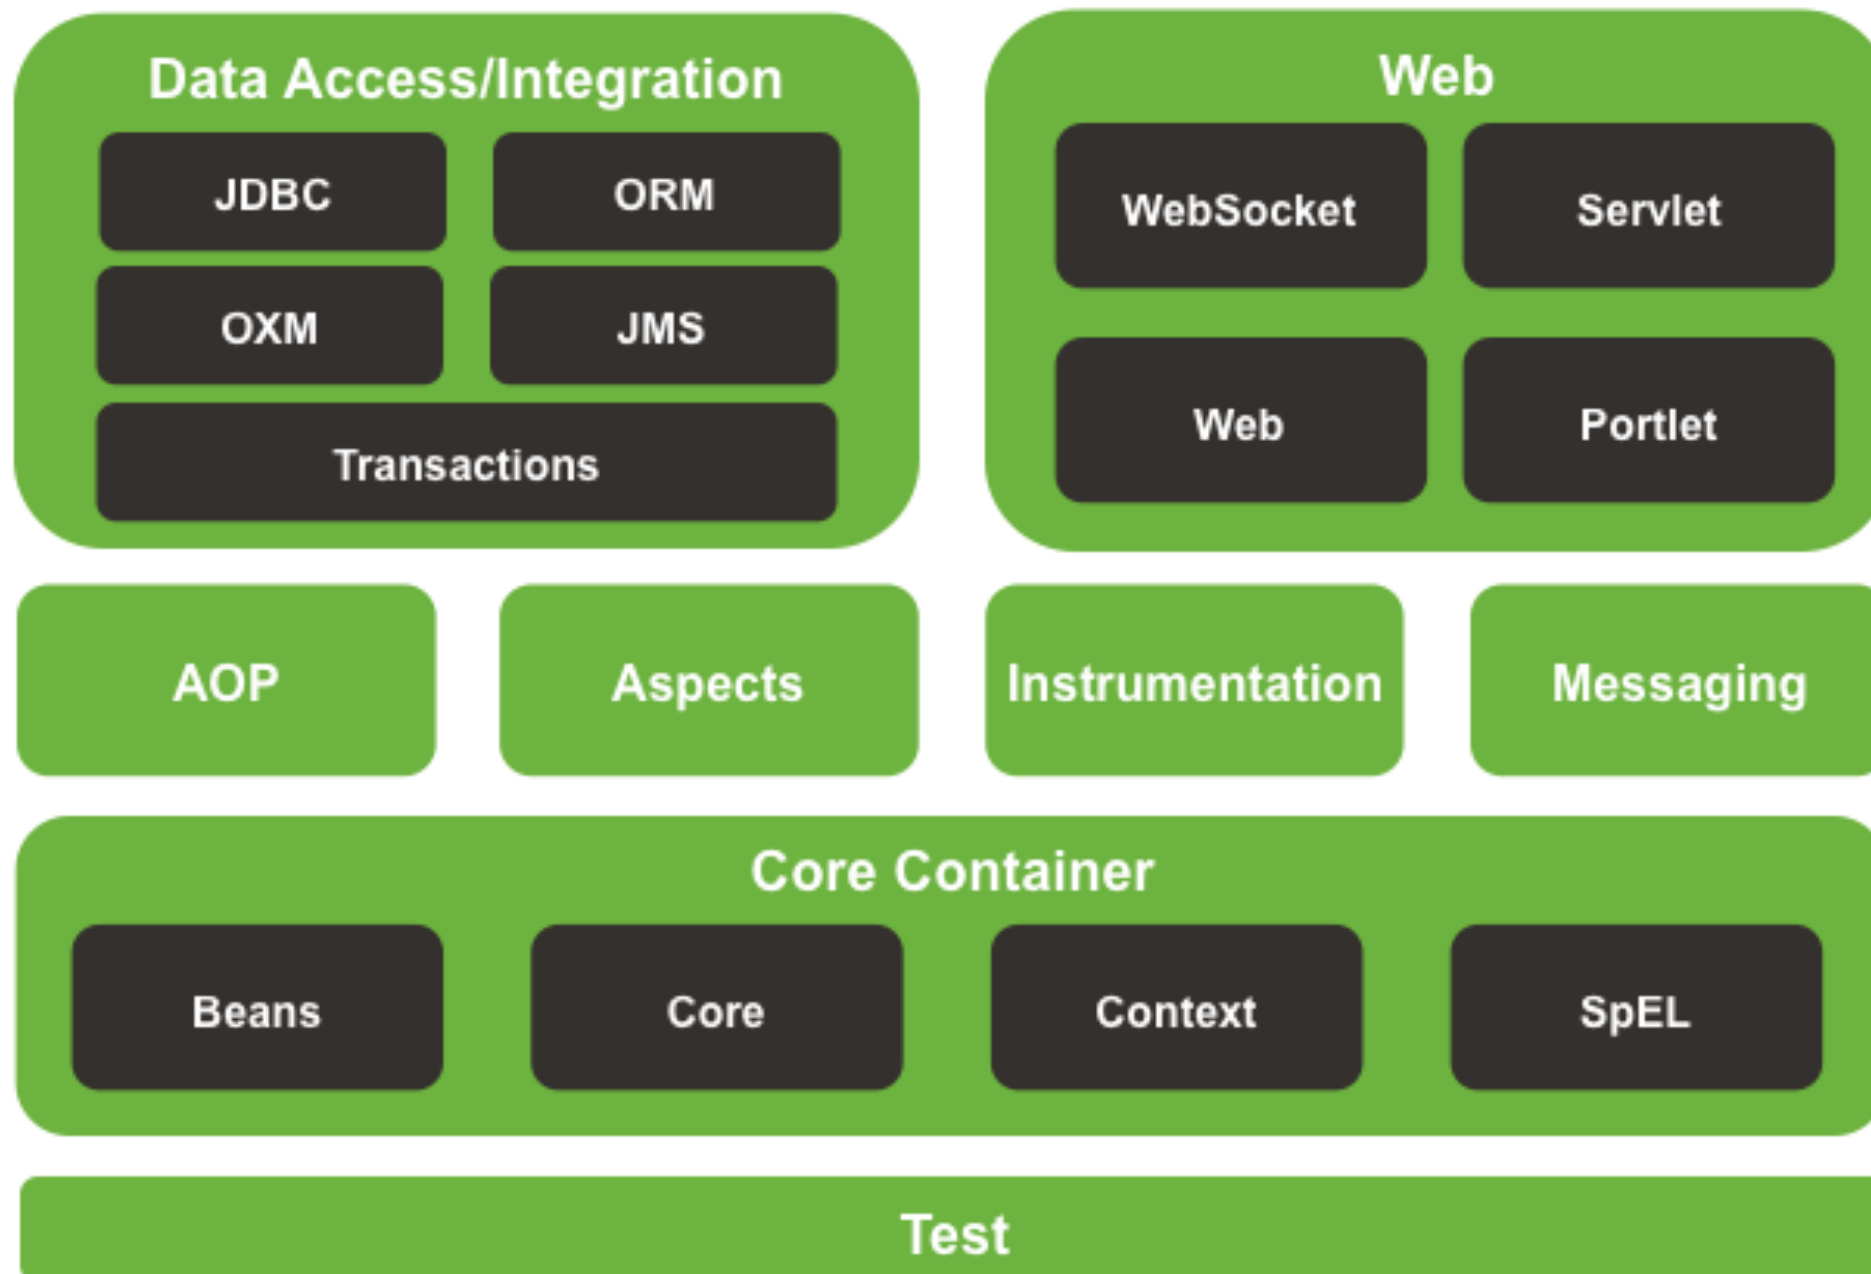 Data Access/Integration
JDBC
ORM
OXM
JMS
Transactions
Web
WebSocket
Servlet
Web
Portlet
AOP
Aspects
Instrumentation
Messaging
Core Container
Beans
Core
Context
SpEL
Test